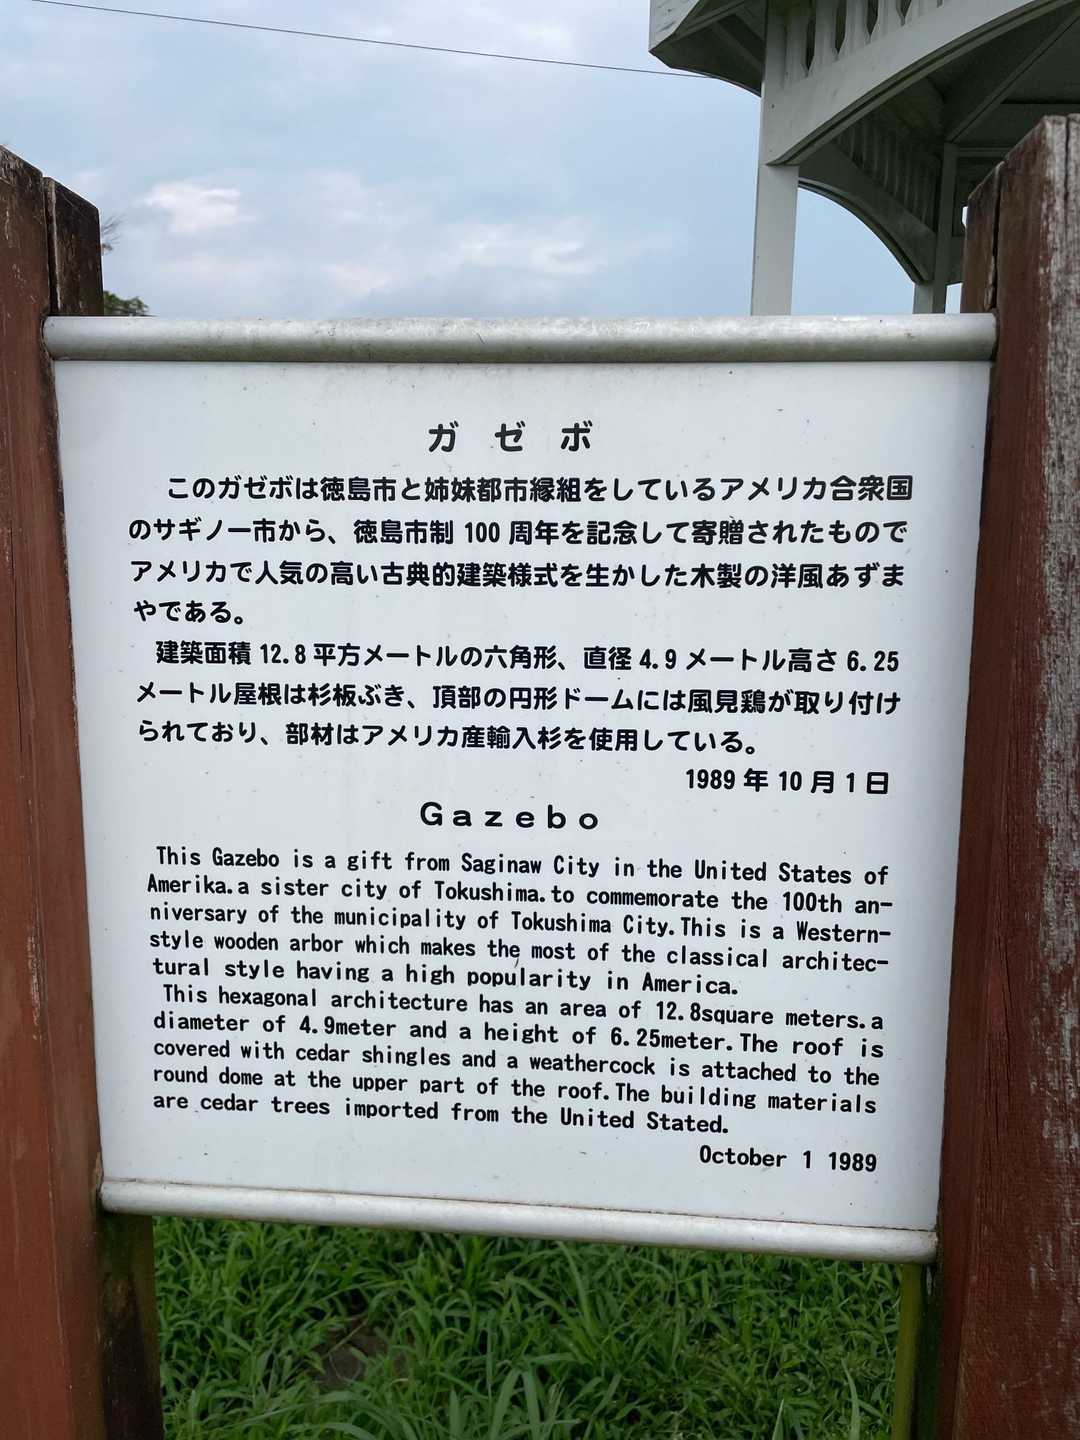 ガゼボ
このガゼボは徳島市と姉妹都市縁組をしているアメリカ合衆国
のサギノー市から、徳島市制100周年を記念して寄贈されたもので
アメリカで人気の高い古典的建築様式を生かした木製の洋風あずま
やである。
建築面積12.8平方メートルの六角形、直径4.9メートル高さ6.25
メートル屋根は杉板ぶき、頂部の円形ドームには風見鶏が取り付け
られており、部材はアメリカ産輸入杉を使用している。
1989年10月1日
Gazebo
This Gazebo is a gift from Saginaw City in the United States of
Amerika.a sister city of Tokushima.to commemorate the 100th an-
niversary of the municipality of Tokushima City.This is a Western-
style wooden arbor which makes the most of the classical architec-
tural style having a high popularity in America.
This hexagonal architecture has an area of 12.8square meters.a
diameter of 4.9meter and a height of 6.25meter.The roof is
covered with cedar shingles and a weathercock is attached to the
round dome at the upper part of the roof.The building materials
are cedar trees imported from the United Stated.
October 1 1989